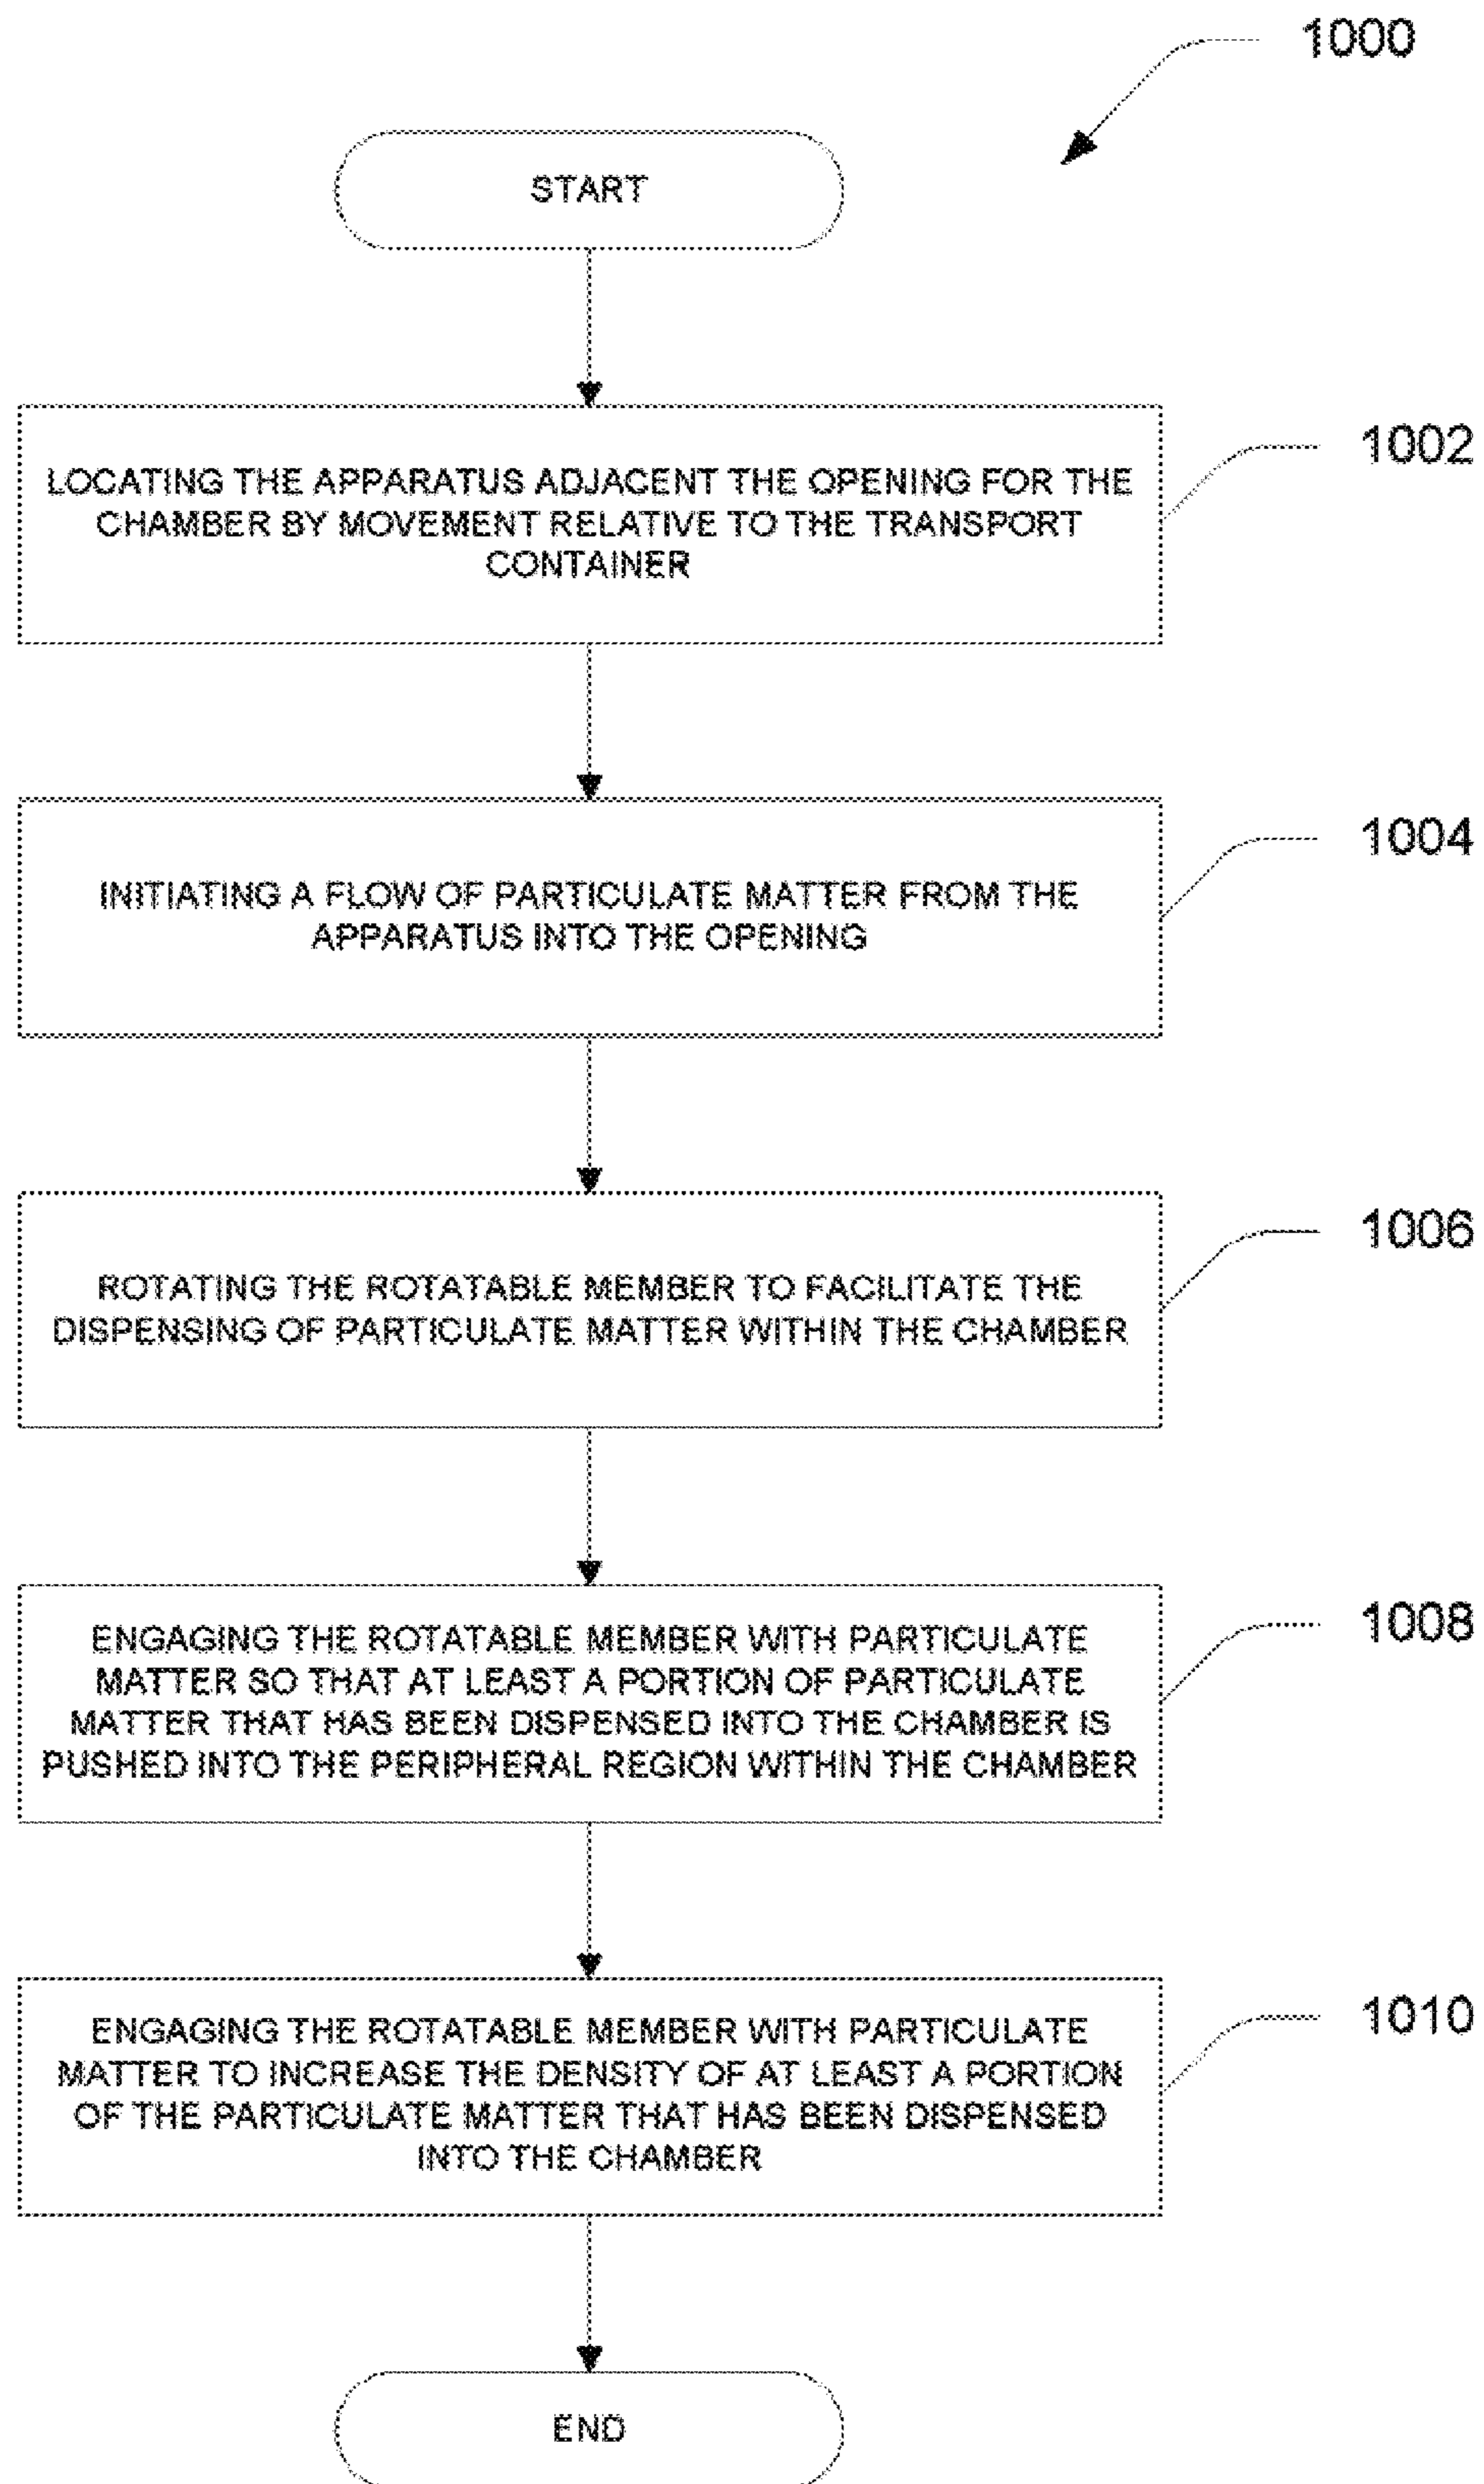 1000
START
LOCATING THE APPARATUS ADJACENT THE OPENING FOR THE
CHAMBER BY MOVEMENT RELATIVE TO THE TRANSPORT
CONTAINER
1002
INITIATING A FLOW OF PARTICULATE MATTER FROM THE
APPARATUS INTO THE OPENING
1004
ROTATING THE ROTATABLE MEMBER TO FACILITATE THE
DISPENSING OF PARTICULATE MATTER WITHIN THE CHAMBER
1006
ENGAGING THE ROTATABLE MEMBER WITH PARTICULATE
MATTER SO THAT AT LEAST A PORTION OF PARTICULATE
MATTER THAT HAS BEEN DISPENSED INTO THE CHAMBER IS
PUSHED INTO THE PERIPHERAL REGION WITHIN THE CHAMBER
1008
ENGAGING THE ROTATABLE MEMBER WITH PARTICULATE
MATTER TO INCREASE THE DENSITY OF AT LEAST A PORTION
OF THE PARTICULATE MATTER THAT HAS BEEN DISPENSED
INTO THE CHAMBER
1010
END